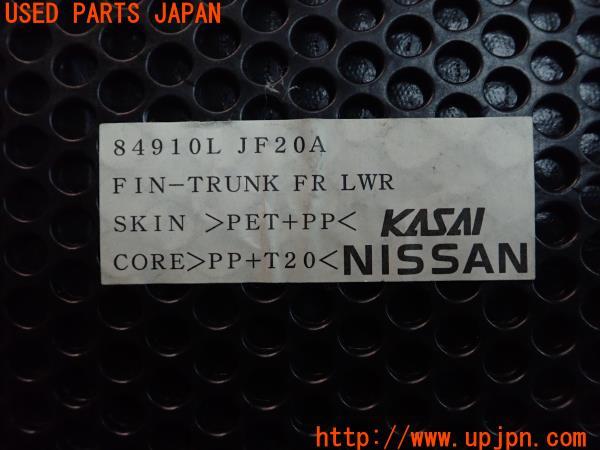 USED PARTS JAPAN
84910L JF20A
FIN-TRUNK FR LWR
SKIN >PET+PP< KASAI
CORE>PP+T20< NISSAN
http://www.upjpn.com